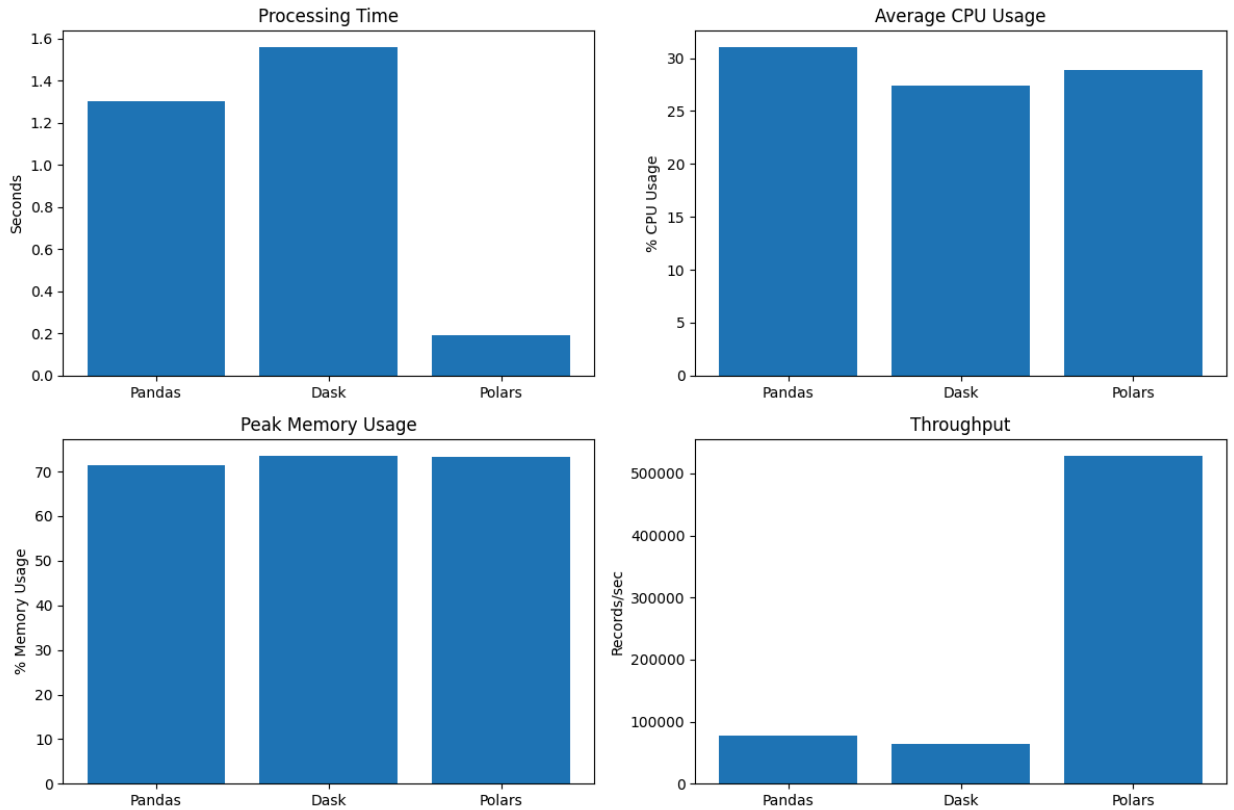 Processing Time
Seconds
1.6
1.4
1.2
1.0
0.8
0.6
0.4
0.2
0.0
Pandas
Dask
Polars
Average CPU Usage
% CPU Usage
30
25
20
15
10
5
0
Pandas
Dask
Polars
Peak Memory Usage
% Memory Usage
70
60
50
40
30
20
10
0
Pandas
Dask
Polars
Throughput
Records/sec
500000
400000
300000
200000
100000
0
Pandas
Dask
Polars